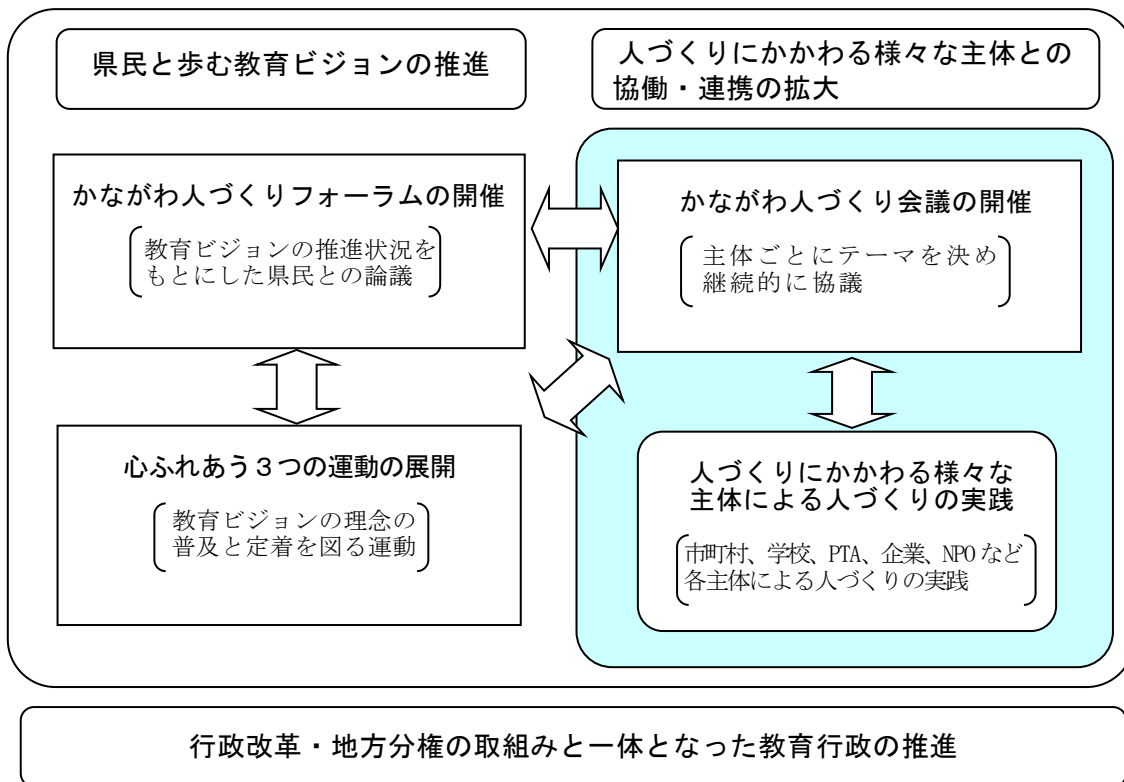 県民と歩む教育ビジョンの推進
人づくりにかかわる様々な主体との
協働・連携の拡大
かながわ人づくりフォーラムの開催
教育ビジョンの推進状況を
もとにした県民との論議
かながわ人づくり会議の開催
主体ごとにテーマを決め
継続的に協議
心ふれあう３つの運動の展開
教育ビジョンの理念の
普及と定着を図る運動
人づくりにかかわる様々な
主体による人づくりの実践
市町村、学校、PTA、企業、NPOなど
各主体による人づくりの実践
行政改革・地方分権の取組みと一体となった教育行政の推進